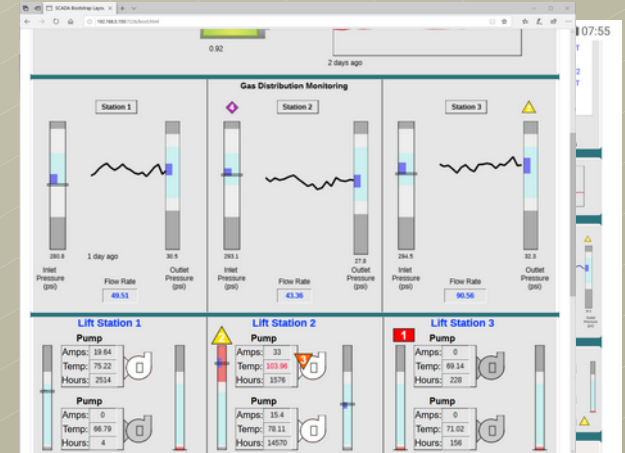 SCADA Bootstrap Layou
0.92
2 days ago
07:55
Gas Distribution Monitoring
Station 1
4
Station 2
Station 3
280.8
1 day ago
30.5
293.1
27.8
294.5
32.3
Inlet Pressure (psi)
Flow Rate
49.51
Outlet Pressure (psi)
Inlet Pressure (psi)
Flow Rate
43.36
Outlet Pressure (psi)
Inlet Pressure (psi)
Flow Rate
90.56
Outlet Pressure (psi)
Lift Station 1
Pump
Amps: 19.64
Temp: 75.22
Hours: 2514
Pump
Amps: 0
Temp: 66.79
Hours: 4
Lift Station 2
2
Pump
Amps: 33
Temp: 103.96
3
Hours: 1576
Pump
Amps: 15.4
Temp: 78.11
Hours: 14570
Lift Station 3
1
Pump
Amps: 0
Temp: 69.14
Hours: 228
Pump
Amps: 0
Temp: 71.02
Hours: 156